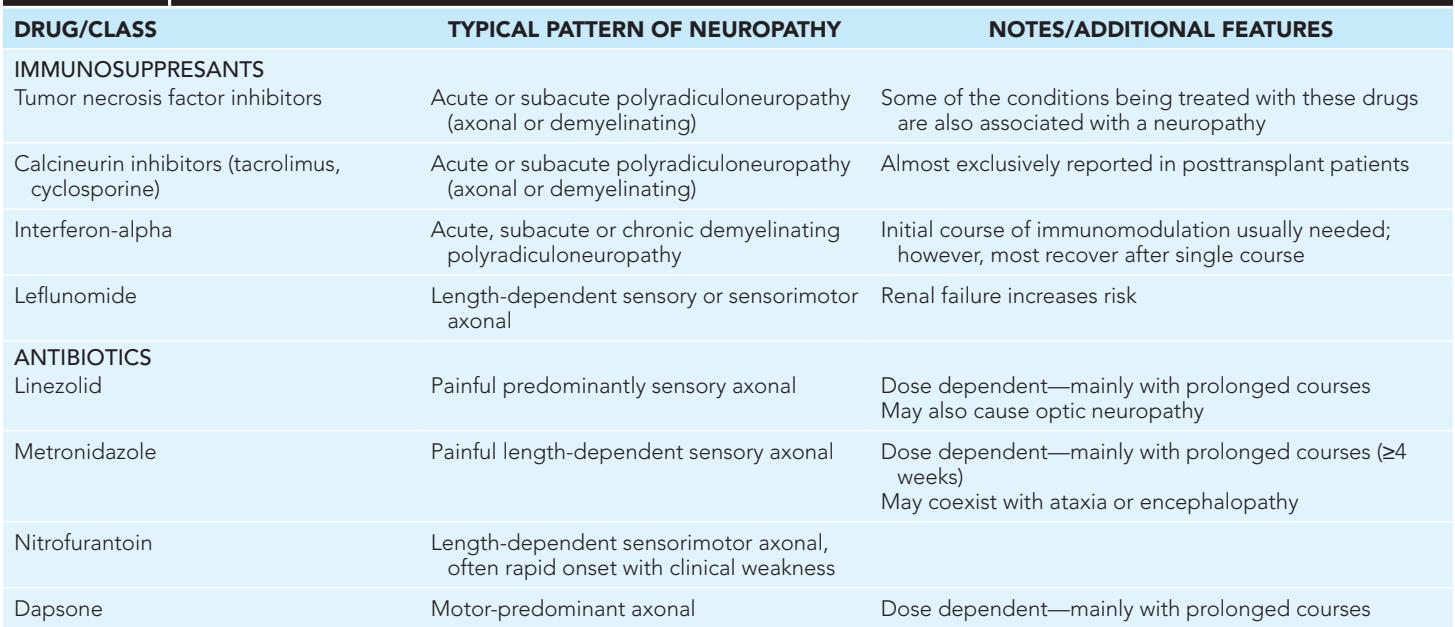 DRUG/CLASS TYPICAL PATTERN OF NEUROPATHY NOTES/ADDITIONAL FEATURES
IMMUNOSUPPRESANTS
Tumor necrosis factor inhibitors Acute or subacute polyradiculoneuropathy Some of the conditions being treated with these drugs
(axonal or demyelinating) are also associated with a neuropathy
Calcineurin inhibitors (tacrolimus, Acute or subacute polyradiculoneuropathy Almost exclusively reported in posttransplant patients
cyclosporine) (axonal or demyelinating)
Interferon-alpha Acute, subacute or chronic demyelinating Initial course of immunomodulation usually needed;
polyradiculoneuropathy however, most recover after single course
Leflunomide Length-dependent sensory or sensorimotor Renal failure increases risk
axonal
ANTIBIOTICS
Linezolid Painful predominantly sensory axonal Dose dependent—mainly with prolonged courses
May also cause optic neuropathy
Metronidazole Painful length-dependent sensory axonal Dose dependent—mainly with prolonged courses (≥4
weeks)
May coexist with ataxia or encephalopathy
Nitrofurantoin Length-dependent sensorimotor axonal,
often rapid onset with clinical weakness
Dapsone Motor-predominant axonal Dose dependent—mainly with prolonged courses